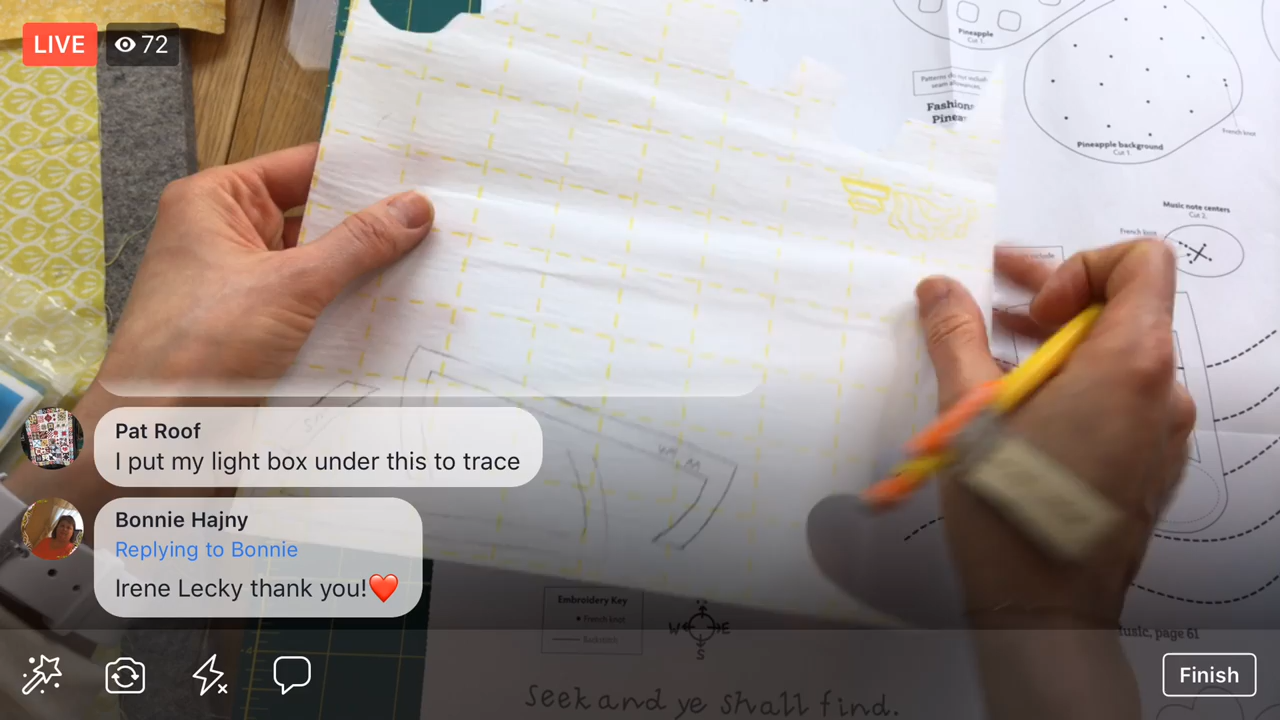 LIVE
72
Pineapple
Cut 1
Patterns do not include
seam allowances.
Fashion
Pinea
French knot
Pineapple background
Cut 1.
Music note centers
Cut 2.
French knot
include
Pat Roof
I put my light box under this to trace
Bonnie Hajny
Replying to Bonnie
Irene Lecky thank you!❤️
Embroidery Key
French knot
Backstitch
W E
S
usic, page 61
Seek and ye shall find.
Finish